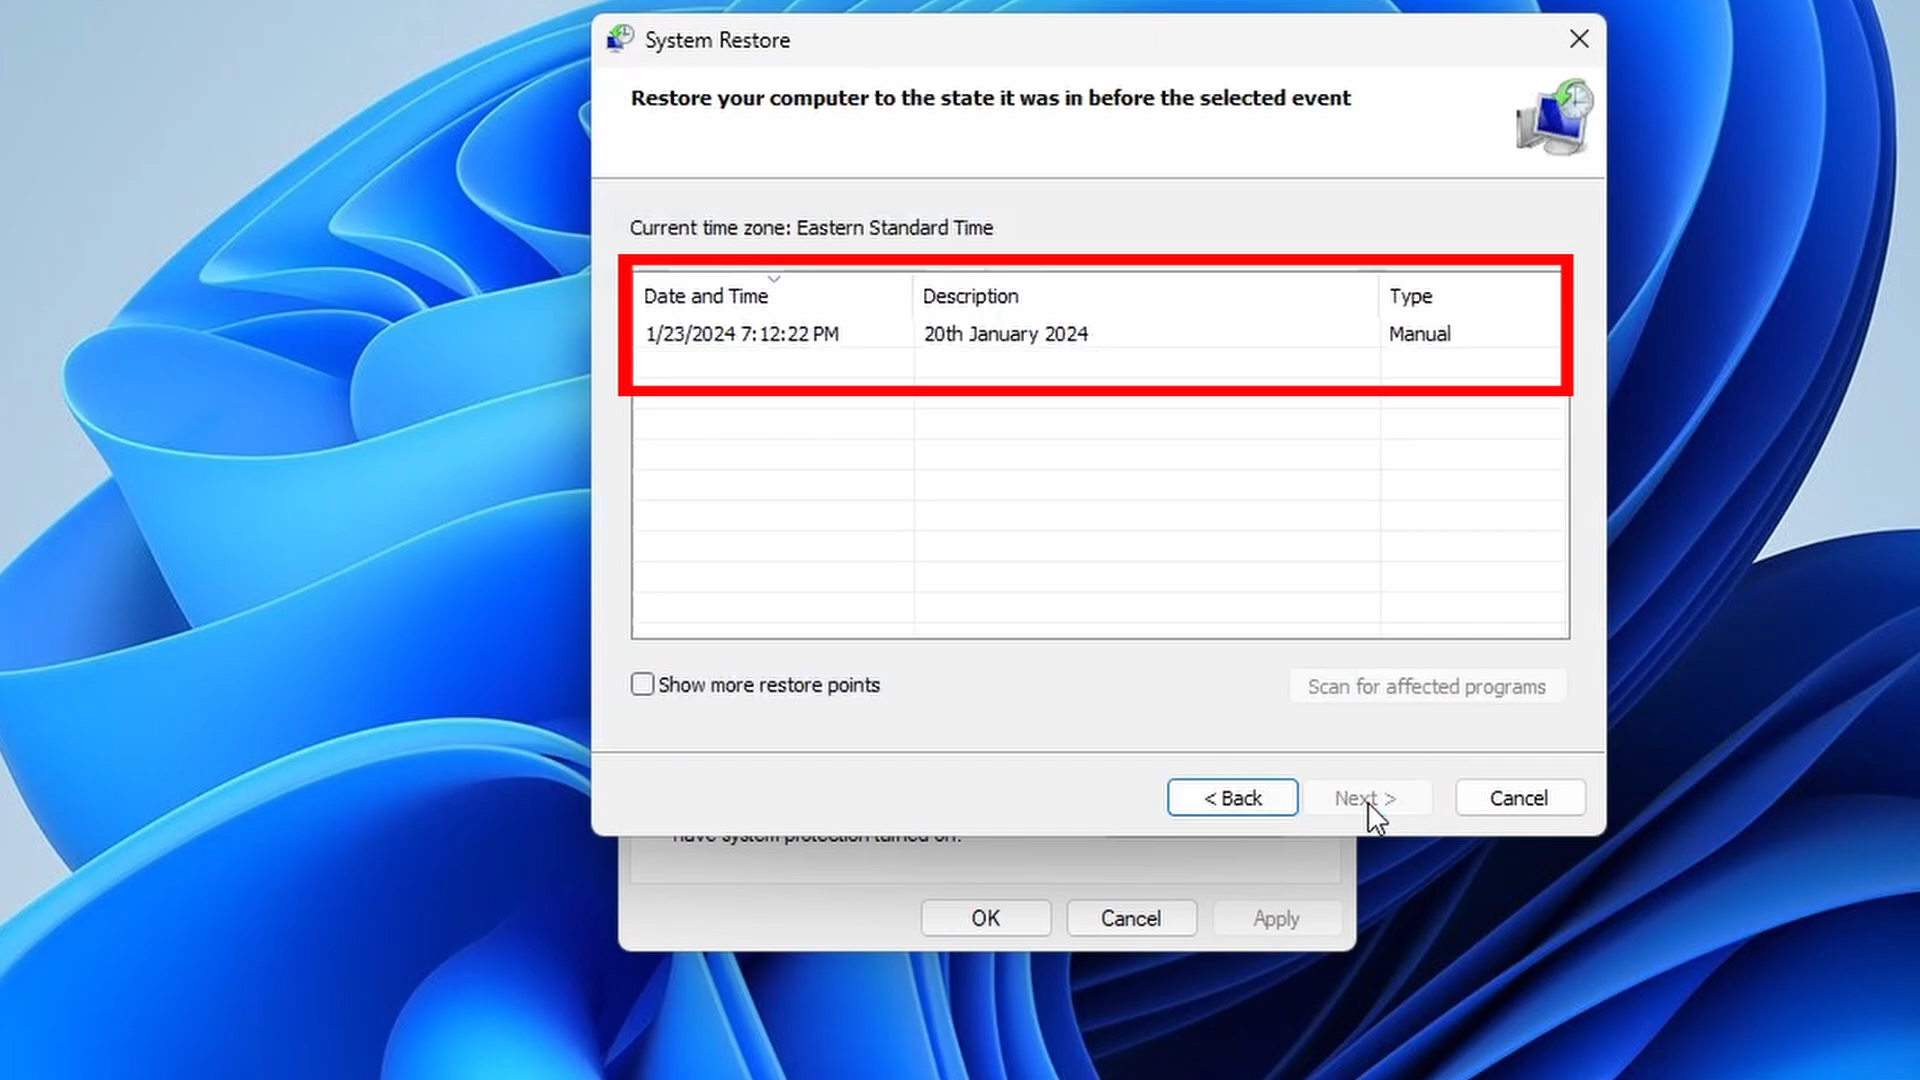 System Restore
Restore your computer to the state it was in before the selected event
Current time zone: Eastern Standard Time
Date and Time Description Type
1/23/2024 7:12:22 PM 20th January 2024 Manual
Show more restore points Scan for affected programs
< Back Next > Cancel
have system protection turned on.
OK Cancel Apply